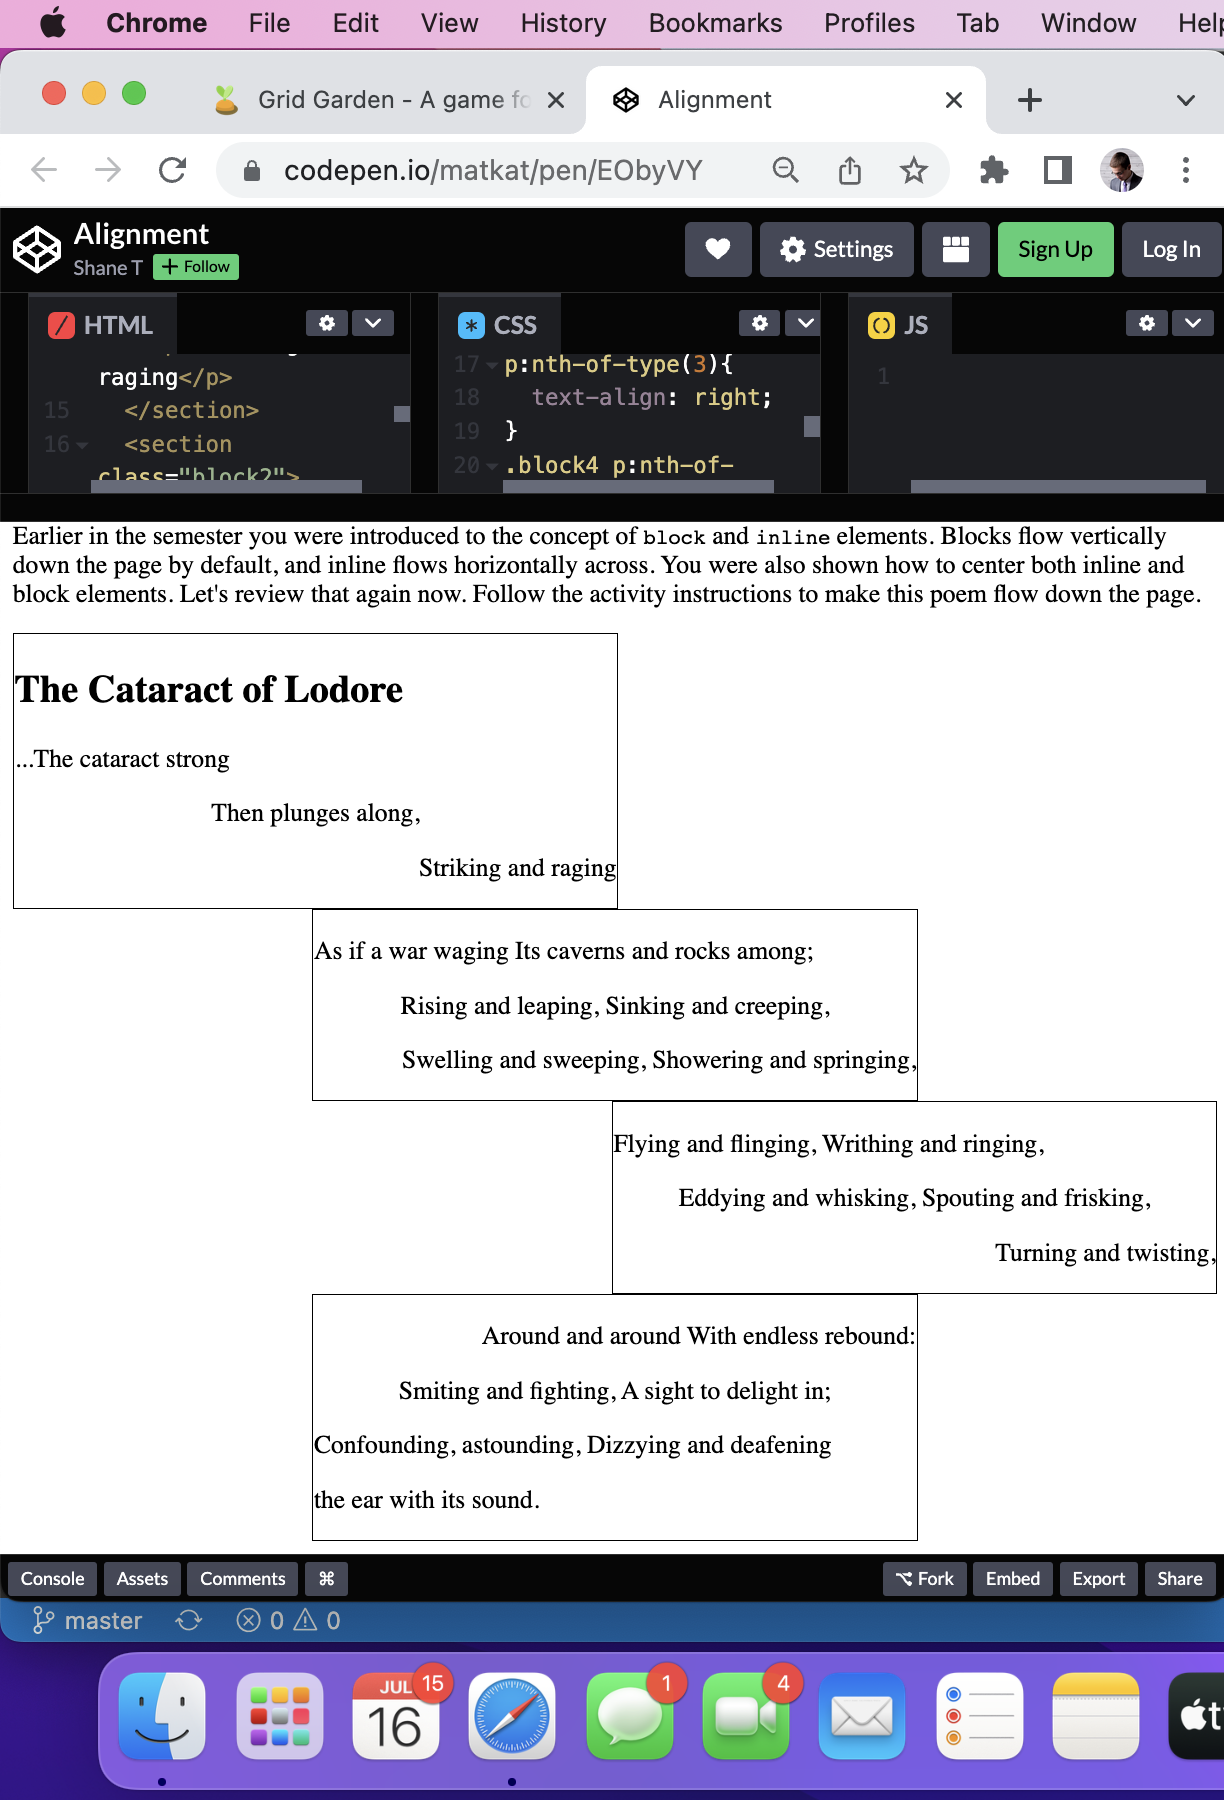 Chrome File Edit View History Bookmarks Profiles Tab Window Help
Grid Garden - A game fo
Alignment
codepen.io/matkat/pen/EObyVY
Alignment
Shane T + Follow
Settings Sign Up Log In
HTML
raging</p>
15 </section>
16 <section
class="block2">
CSS
17 p:nth-of-type(3){
18 text-align: right;
19 }
20 .block4 p:nth-of-
JS
1
Earlier in the semester you were introduced to the concept of block and inline elements. Blocks flow vertically
down the page by default, and inline flows horizontally across. You were also shown how to center both inline and
block elements. Let's review that again now. Follow the activity instructions to make this poem flow down the page.
The Cataract of Lodore
...The cataract strong
Then plunges along,
Striking and raging
As if a war waging Its caverns and rocks among;
Rising and leaping, Sinking and creeping,
Swelling and sweeping, Showering and springing,
Flying and flinging, Writhing and ringing,
Eddying and whisking, Spouting and frisking,
Turning and twisting,
Around and around With endless rebound:
Smiting and fighting, A sight to delight in;
Confounding, astounding, Dizzying and deafening
the ear with its sound.
Console Assets Comments ⌘ Fork Embed Export Share
master 0 0
JUL 15 1 4
16